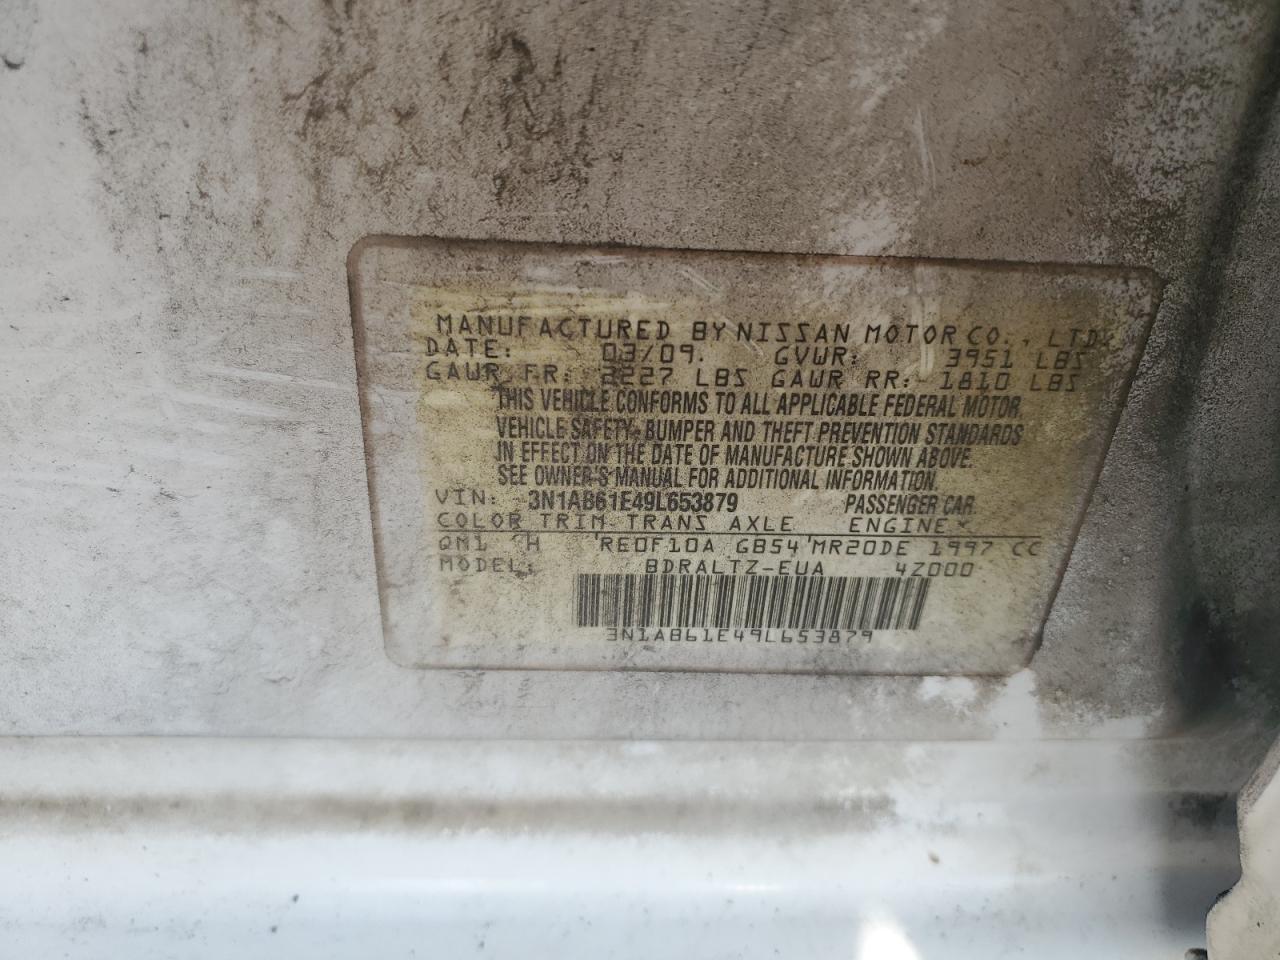 MANUFACTURED BY NISSAN MOTOR CO., LTD.
DATE: 03/09. GVWR: 3951 LBS
GAWR FR: 2227 LBS GAWR RR: 1810 LBS
THIS VEHICLE CONFORMS TO ALL APPLICABLE FEDERAL MOTOR
VEHICLE SAFETY, BUMPER AND THEFT PREVENTION STANDARDS
IN EFFECT ON THE DATE OF MANUFACTURE SHOWN ABOVE.
SEE OWNER'S MANUAL FOR ADDITIONAL INFORMATION.
VIN: 3N1AB61E49L653879 PASSENGER CAR
COLOR TRIM TRANS AXLE ENGINE
QM1 H RE0F10A GB54 MR20DE 1997 CC
MODEL: BDRALTZ-EUA 4Z000
3N1AB61E49L653879